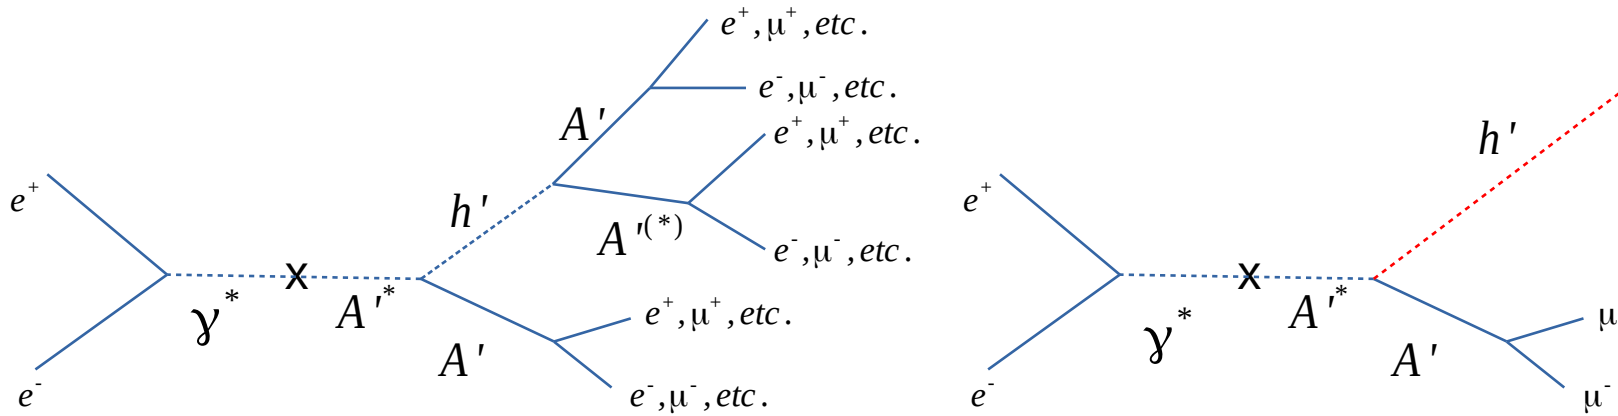 e⁺,μ⁺,etc.
e⁻,μ⁻,etc.
A'
e⁺,μ⁺,etc.
h'
A'⁽*⁾
e⁻,μ⁻,etc.
e⁺
X
γ*
A'*
e⁺,μ⁺,etc.
A'
e⁻
e⁻,μ⁻,etc.
h'
e⁺
X
γ*
A'*
μ
A'
e⁻
μ⁻